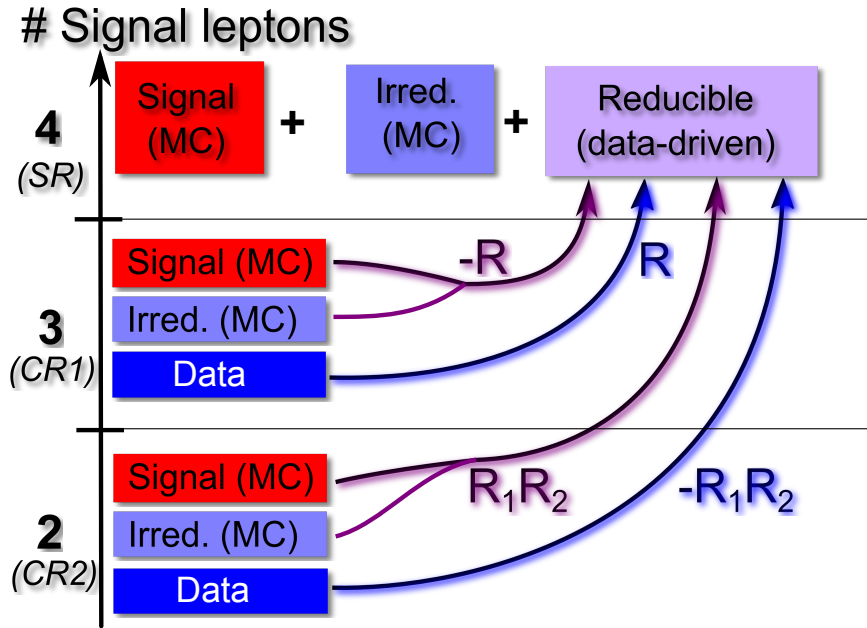 # Signal leptons
4
(SR)
Signal
(MC)
+
Irred.
(MC)
+
Reducible
(data-driven)
3
(CR1)
Signal (MC)
Irred. (MC)
Data
-R
R
2
(CR2)
Signal (MC)
Irred. (MC)
Data
R₁R₂
-R₁R₂